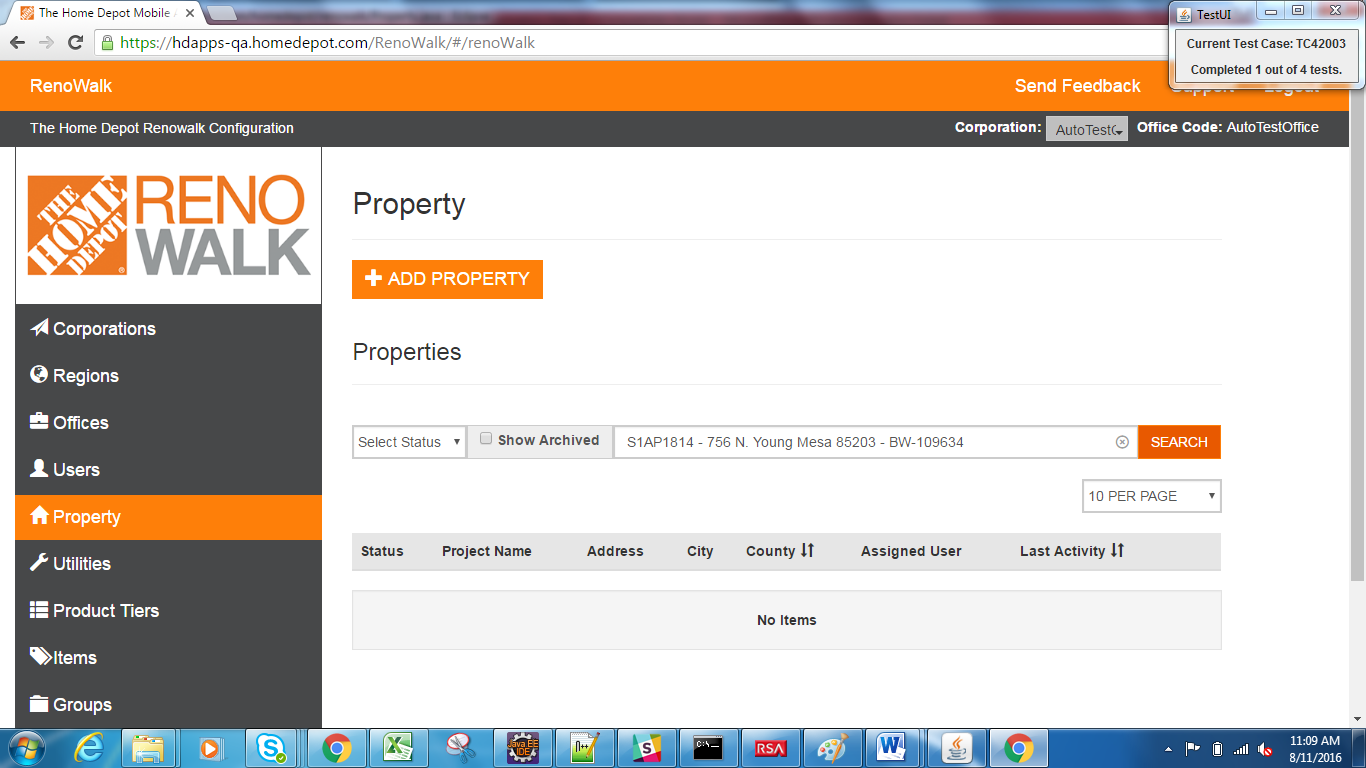 The Home Depot Mobile
TestUI
https://hdapps-qa.homedepot.com/RenoWalk/#/renoWalk
Current Test Case: TC42003
Completed 1 out of 4 tests.
RenoWalk
Send Feedback
Support
Logout
The Home Depot Renowalk Configuration
Corporation:
AutoTestC
Office Code: AutoTestOffice
THE HOME DEPOT
RENO
WALK
Property
ADD PROPERTY
Corporations
Regions
Offices
Users
Property
Utilities
Product Tiers
Items
Groups
Properties
Select Status
Show Archived
S1AP1814 - 756 N. Young Mesa 85203 - BW-109634
SEARCH
10 PER PAGE
Status Project Name Address City County Assigned User Last Activity
No Items
Java EE
IDE
C:\_
RSA
11:09 AM
8/11/2016